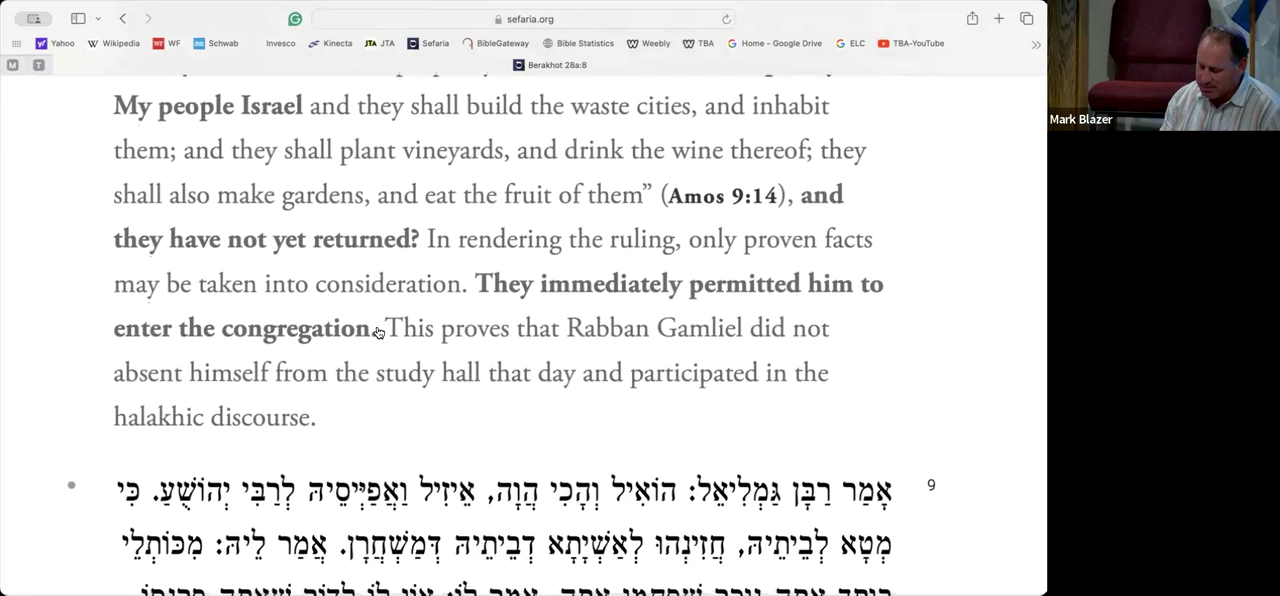 sefaria.org
Yahoo
Wikipedia
WF
WF
Schwab
Invesco
Kinecta
JTA
JTA
Sefaria
BibleGateway
Bible Statistics
Weebly
TBA
Home - Google Drive
ELC
TBA-YouTube
M
T
Berakhot 28a:8
Mark Blazer
My people Israel and they shall build the waste cities, and inhabit
them; and they shall plant vineyards, and drink the wine thereof; they
shall also make gardens, and eat the fruit of them” (Amos 9:14), and
they have not yet returned? In rendering the ruling, only proven facts
may be taken into consideration. They immediately permitted him to
enter the congregation. This proves that Rabban Gamliel did not
absent himself from the study hall that day and participated in the
halakhic discourse.
9
אָמַר רַבָּן גַּמְלִיאֵל: הוֹאִיל וְהָכִי הֲוָה, אֵיזִיל וַאֲפַיְּיסֵיהּ לְרַבִּי יְהוֹשֻׁעַ. כִּי
מְטָא לְבֵיתֵיהּ, חֲזִינְהוּ לְאַשְׁיָתָא דְבֵיתֵיהּ דְּמַשְׁחֲרָן. אֲמַר לֵיהּ: מִכּוֹתְלֵי